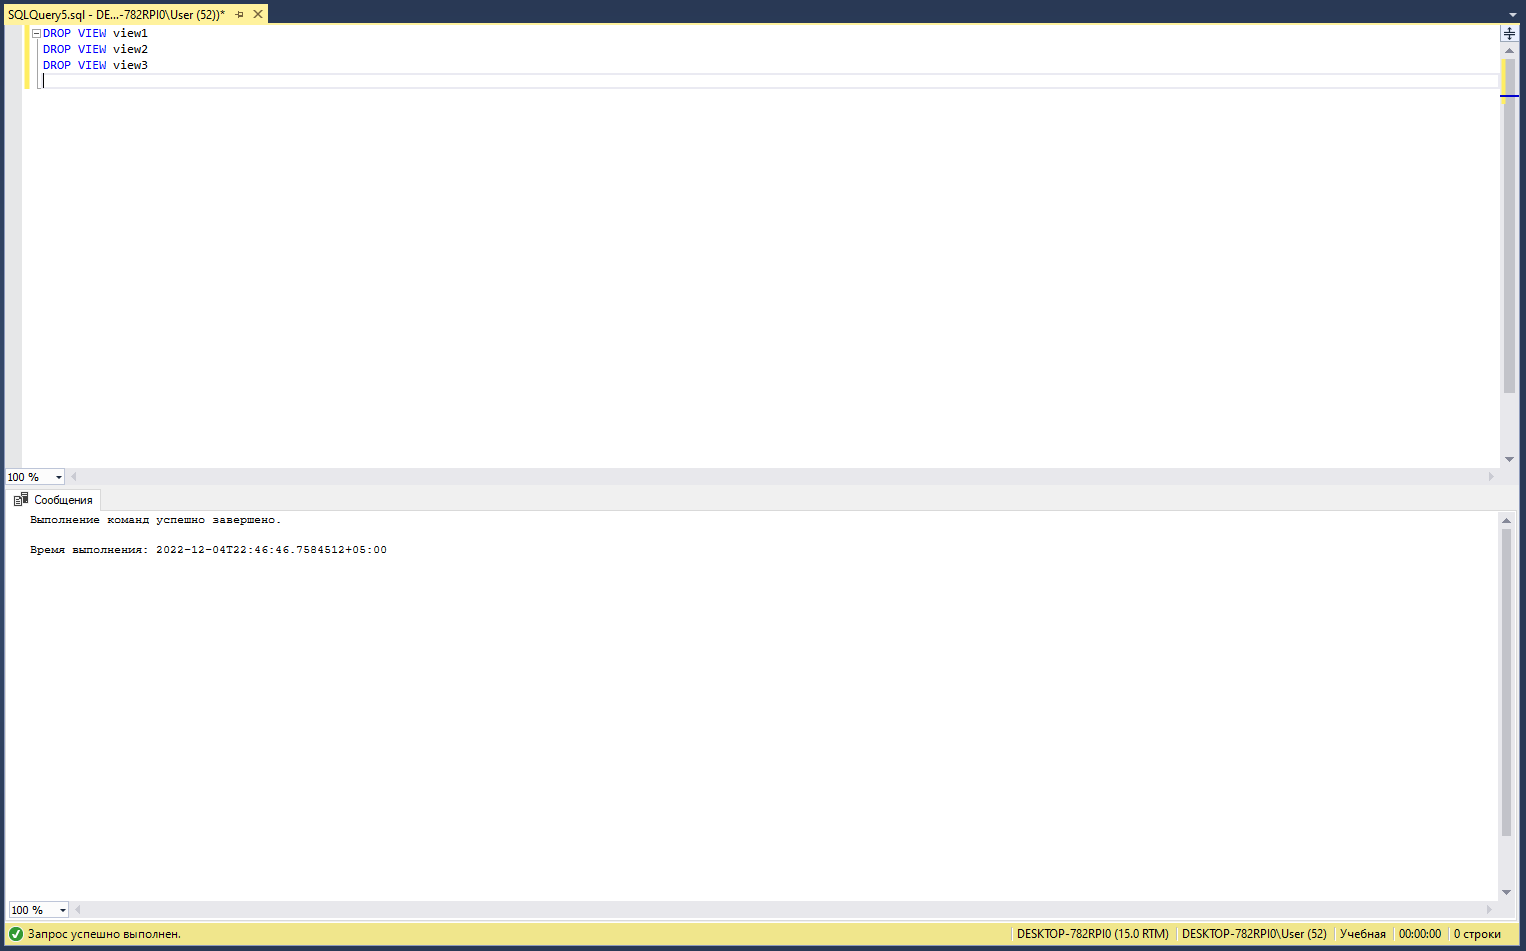 SQLQuery5.sql - DE...-782RPI0\User (52))*
DROP VIEW view1
DROP VIEW view2
DROP VIEW view3
100 %
Сообщения
Выполнение команд успешно завершено.
Время выполнения: 2022-12-04T22:46:46.7584512+05:00
100 %
Запрос успешно выполнен. DESKTOP-782RPI0 (15.0 RTM) DESKTOP-782RPI0\User (52) Учебная 00:00:00 0 строки